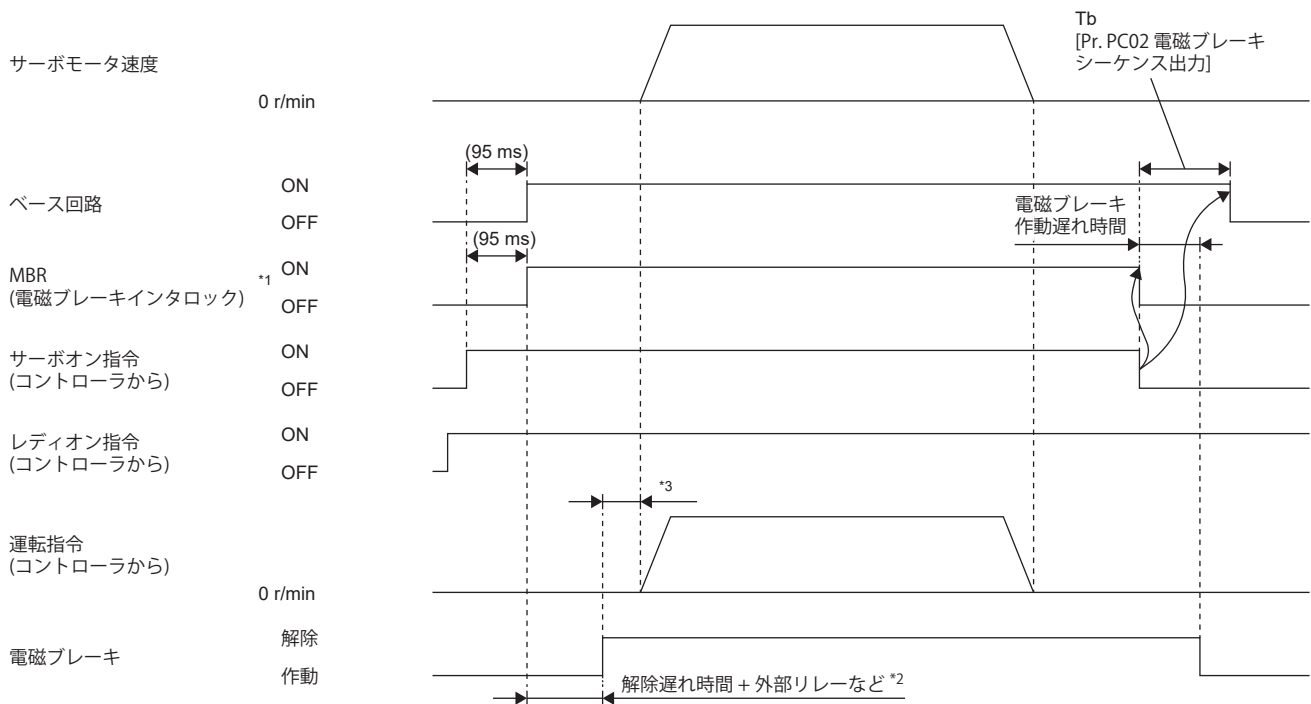 Tb
[Pr. PC02 電磁ブレーキ
シーケンス出力]
サーボモータ速度
0 r/min
(95 ms)
ベース回路
ON
OFF
電磁ブレーキ
作動遅れ時間
(95 ms)
MBR
(電磁ブレーキインタロック)
*1
ON
OFF
サーボオン指令
(コントローラから)
ON
OFF
レディオン指令
(コントローラから)
ON
OFF
*3
運転指令
(コントローラから)
0 r/min
電磁ブレーキ
解除
作動
解除遅れ時間 + 外部リレーなど *2